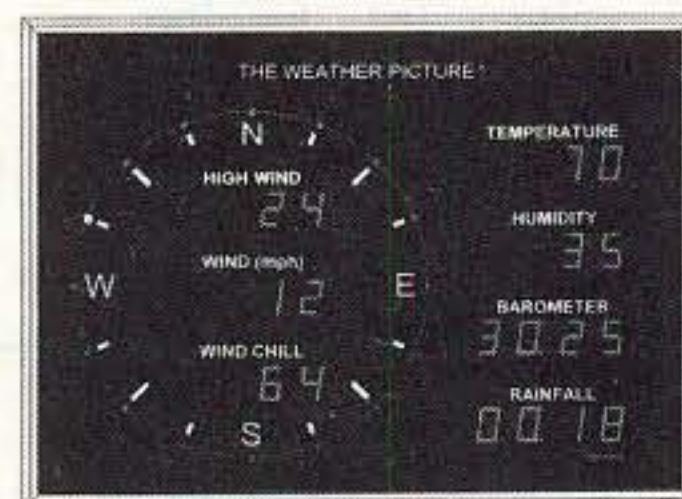 THE WEATHER PICTURE
N
HIGH WIND
24
WIND (mph)
12
W
E
WIND CHILL
64
S
TEMPERATURE
70
HUMIDITY
35
BAROMETER
30.25
RAINFALL
00.18